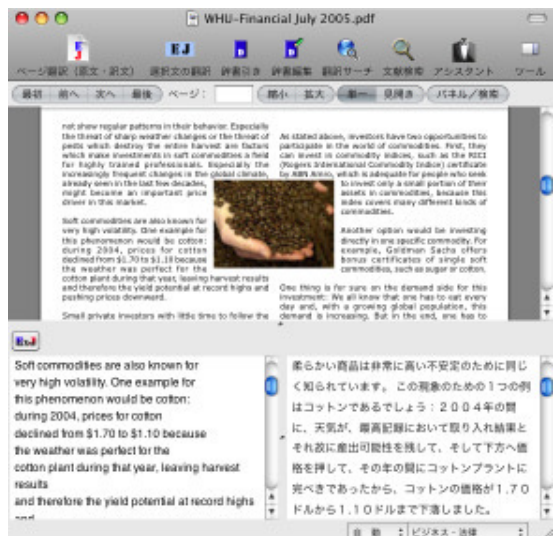 WHU-Financial July 2005.pdf
EJ
ページ翻訳（原文・訳文） 選択文の翻訳 辞書引き 辞書編集 翻訳サーチ 文献検索 アシスタント ツール
最初 前へ 次へ 最後 ページ： 縮小 拡大 単一 見開き パネル／検索
not show regular patterns in their behavior. Especially
the threat of sharp weather changes or the threat of
pests which destroy the entire harvest are factors
which make investments in soft commodities a field
for highly trained professionals. Especially the
increasingly frequent changes in the global climate,
already seen in the last few decades,
might become an important price
driver in this market.
Soft commodities are also known for
very high volatility. One example for
this phenomenon would be cotton:
during 2004, prices for cotton
declined from $1.70 to $1.10 because
the weather was perfect for the
cotton plant during that year, leaving harvest results
and therefore the yield potential at record highs and
pushing prices downward.
Small private investors with little time to follow the
As stated above, investors have two opportunities to
participate in the world of commodities. First, they
can invest in commodity indices, such as the RICI
(Rogers International Commodity Indice) certificate
by ABN Amro, which is adequate for people who seek
to invest only a small portion of their
assets in commodities, because this
index covers many different kinds of
commodities.
Another option would be investing
directly in one specific commodity. For
example, Goldman Sachs offers
bonus certificates of single soft
commodities, such as sugar or cotton.
One thing is for sure on the demand side for this
investment: We all know that one has to eat every
day and, with a growing global population, this
demand is increasing. But in the end, one has to
Soft commodities are also known for
very high volatility. One example for
this phenomenon would be cotton:
during 2004, prices for cotton
declined from $1.70 to $1.10 because
the weather was perfect for the
cotton plant during that year, leaving harvest
results
and therefore the yield potential at record highs
and
柔らかい商品は非常に高い不安定のために同じ
く知られています。 この現象のための１つの例
はコットンであるでしょう：２００４年の間
に、天気が、最高記録において取り入れ結果と
それ故に産出可能性を残して、そして下方へ価
格を押して、その年の間にコットンプラントに
完ぺきであったから、コットンの価格が１.７０
ドルから１.１０ドルまで下落しました。
自 動 ビジネス・法律